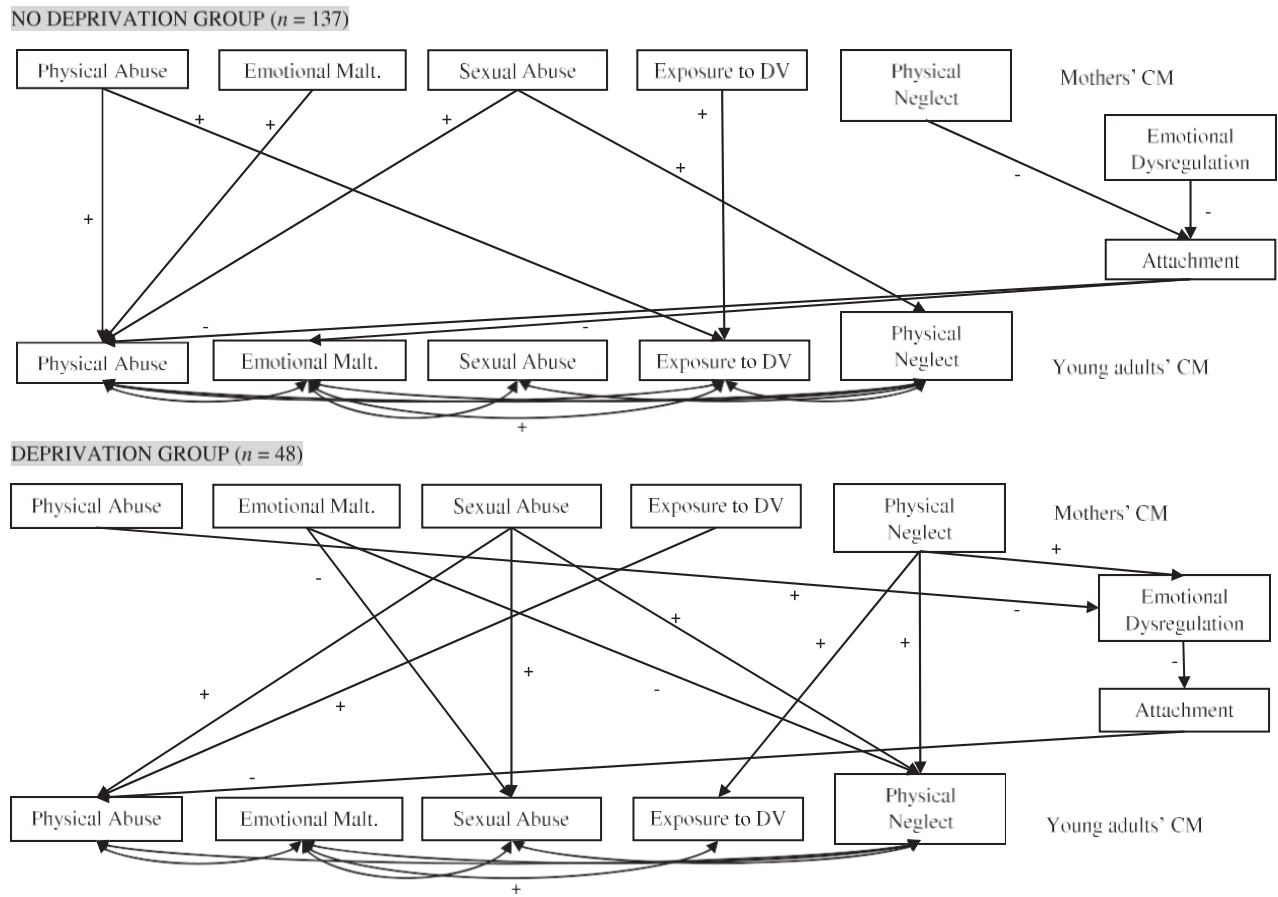 NO DEPRIVATION GROUP (n = 137)
Physical Abuse
Emotional Malt.
Sexual Abuse
Exposure to DV
Physical
Neglect
Mothers' CM
Emotional
Dysregulation
+
+
+
+
+
+
-
-
Attachment
-
-
Physical Abuse
Emotional Malt.
Sexual Abuse
Exposure to DV
Physical
Neglect
Young adults' CM
+
DEPRIVATION GROUP (n = 48)
Physical Abuse
Emotional Malt.
Sexual Abuse
Exposure to DV
Physical
Neglect
Mothers' CM
+
Emotional
Dysregulation
-
+
-
+
+
+
+
-
-
+
+
Attachment
-
Physical Abuse
Emotional Malt.
Sexual Abuse
Exposure to DV
Physical
Neglect
Young adults' CM
+